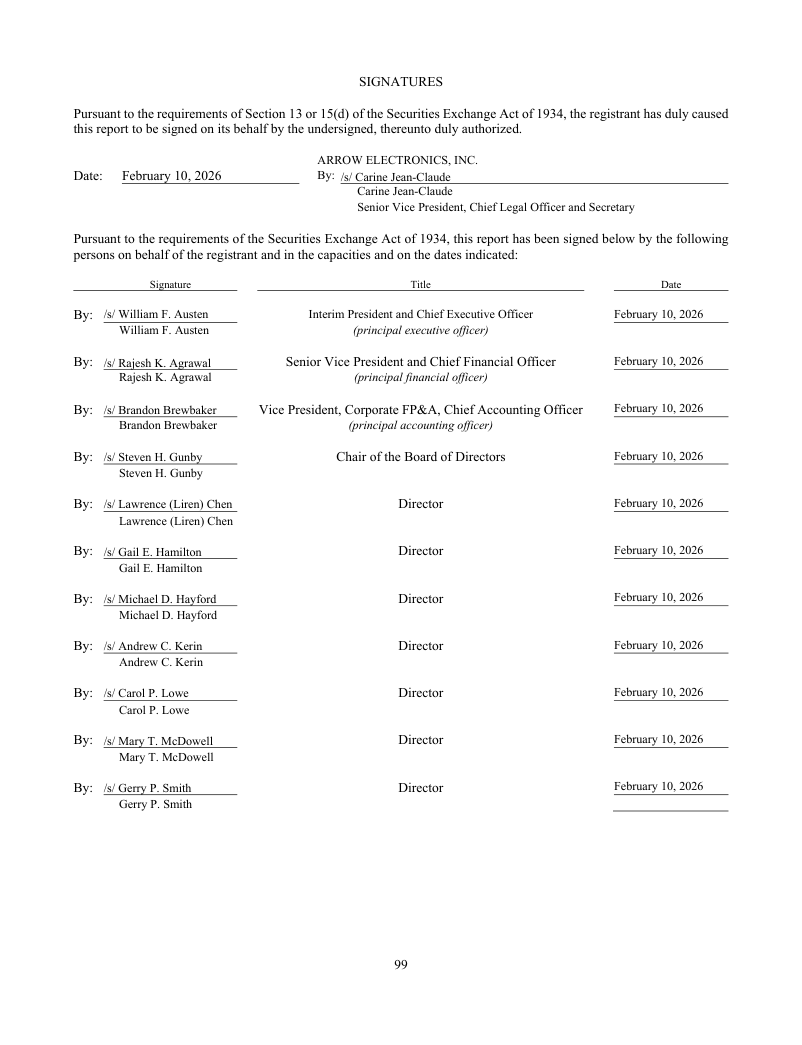 SIGNATURES
Pursuant to the requirements of Section 13 or 15(d) of the Securities Exchange Act of 1934, the registrant has duly caused
this report to be signed on its behalf by the undersigned, thereunto duly authorized.
ARROW ELECTRONICS, INC.
Date: February 10, 2026 By: /s/ Carine Jean-Claude
Carine Jean-Claude
Senior Vice President, Chief Legal Officer and Secretary
Pursuant to the requirements of the Securities Exchange Act of 1934, this report has been signed below by the following
persons on behalf of the registrant and in the capacities and on the dates indicated:
Signature Title Date
By: /s/ William F. Austen Interim President and Chief Executive Officer February 10, 2026
William F. Austen (principal executive officer)
By: /s/ Rajesh K. Agrawal Senior Vice President and Chief Financial Officer February 10, 2026
Rajesh K. Agrawal (principal financial officer)
By: /s/ Brandon Brewbaker Vice President, Corporate FP&A, Chief Accounting Officer February 10, 2026
Brandon Brewbaker (principal accounting officer)
By: /s/ Steven H. Gunby Chair of the Board of Directors February 10, 2026
Steven H. Gunby
By: /s/ Lawrence (Liren) Chen Director February 10, 2026
Lawrence (Liren) Chen
By: /s/ Gail E. Hamilton Director February 10, 2026
Gail E. Hamilton
By: /s/ Michael D. Hayford Director February 10, 2026
Michael D. Hayford
By: /s/ Andrew C. Kerin Director February 10, 2026
Andrew C. Kerin
By: /s/ Carol P. Lowe Director February 10, 2026
Carol P. Lowe
By: /s/ Mary T. McDowell Director February 10, 2026
Mary T. McDowell
By: /s/ Gerry P. Smith Director February 10, 2026
Gerry P. Smith
99